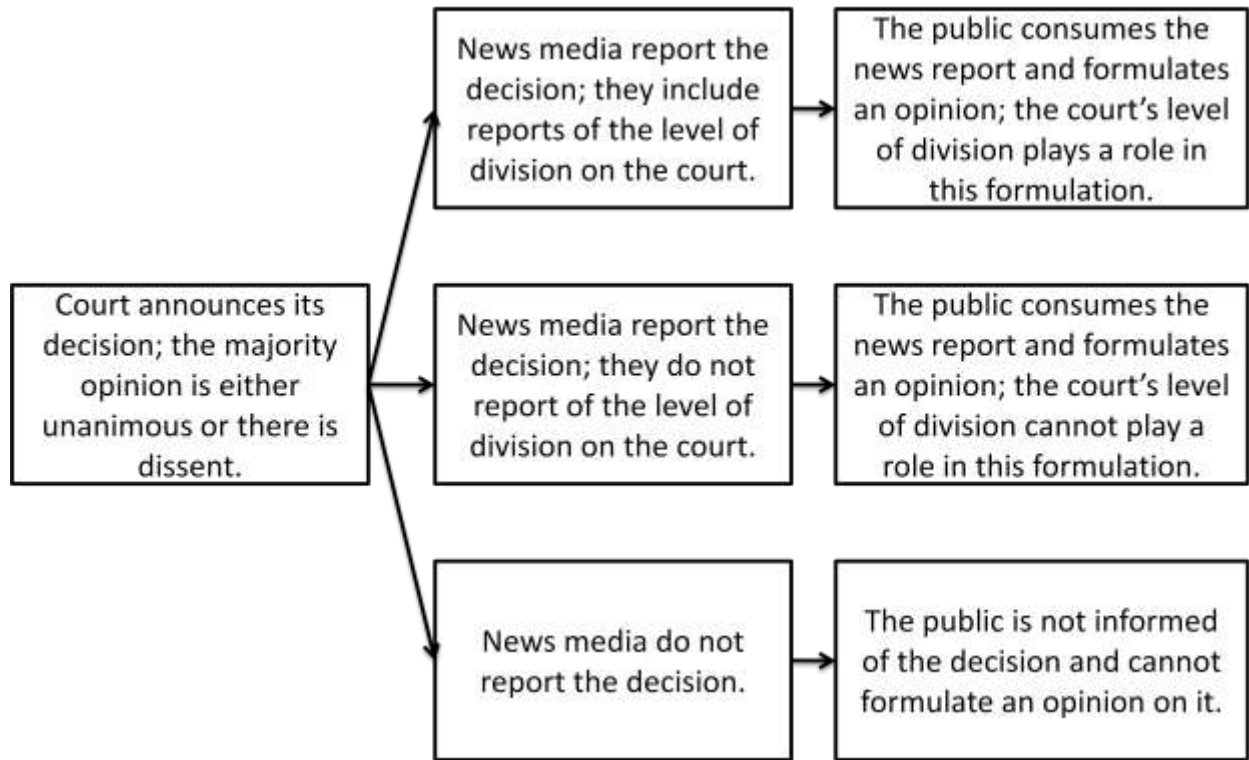 Court announces its
decision; the majority
opinion is either
unanimous or there is
dissent.
News media report the
decision; they include
reports of the level of
division on the court.
The public consumes the
news report and formulates
an opinion; the court’s level
of division plays a role in
this formulation.
News media report the
decision; they do not
report of the level of
division on the court.
The public consumes the
news report and formulates
an opinion; the court’s level
of division cannot play a
role in this formulation.
News media do not
report the decision.
The public is not informed
of the decision and cannot
formulate an opinion on it.